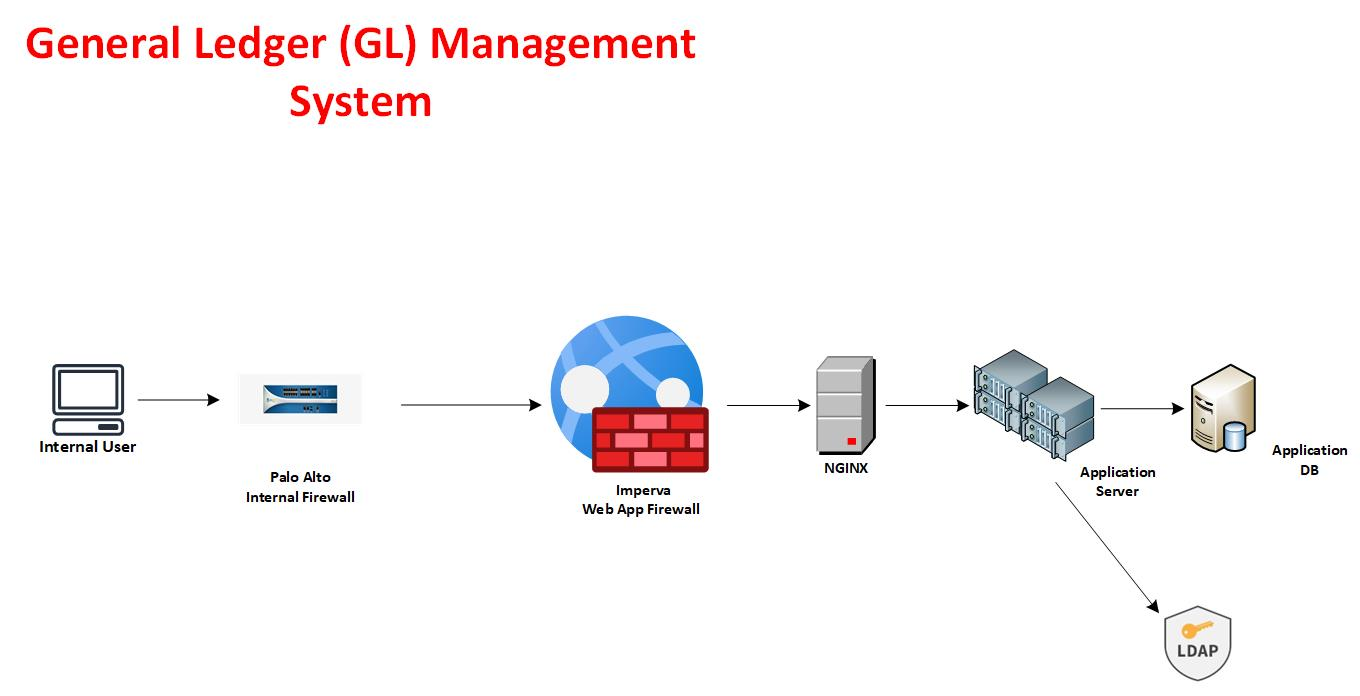 General Ledger (GL) Management
System
Internal User
Palo Alto
Internal Firewall
Imperva
Web App Firewall
NGINX
Application
Server
Application
DB
LDAP